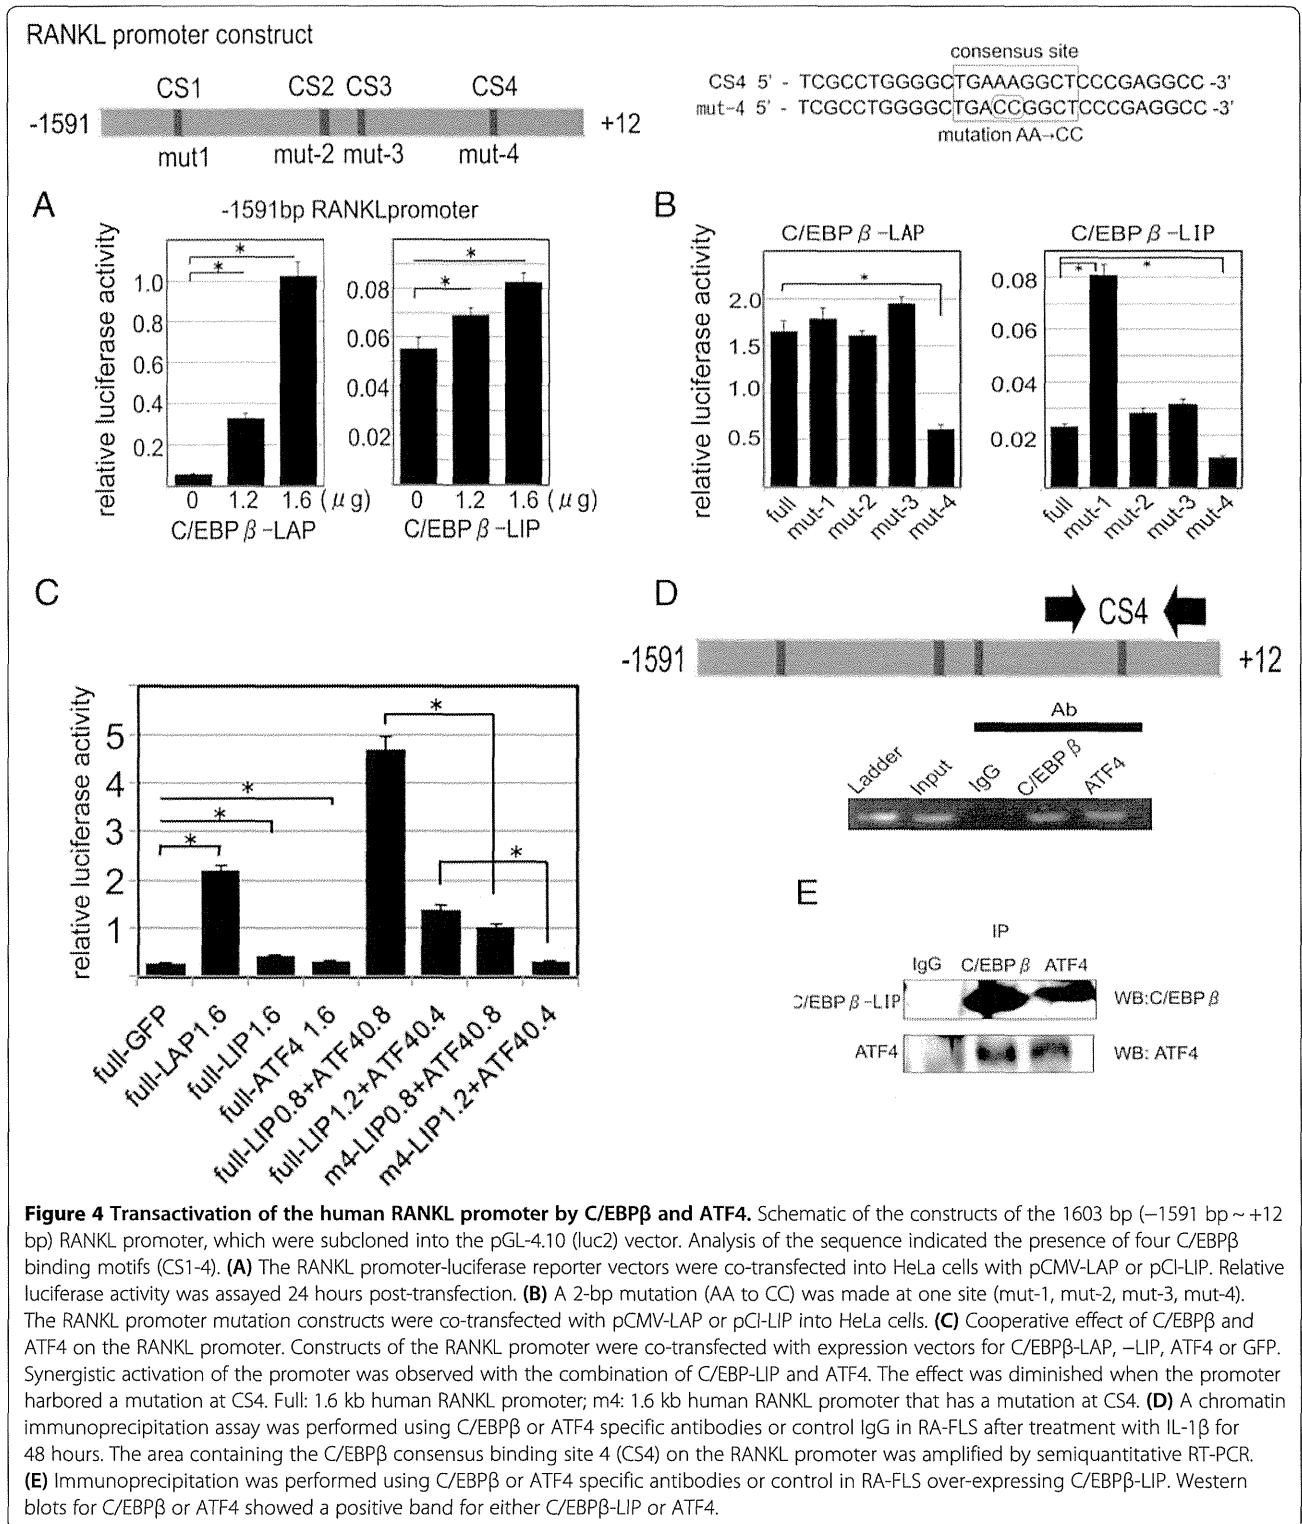 RANKL promoter construct
CS1 CS2 CS3 CS4
-1591 +12
mut1 mut-2 mut-3 mut-4
consensus site
CS4 5' - TCGCCTGGGGCTGAAAGGCTCCCGAGGCC -3'
mut-4 5' - TCGCCTGGGGCTGACCGGCTCCCGAGGCC -3'
mutation AA→CC
A
-1591bp RANKLpromoter
relative luciferase activity
1.0
0.8
0.6
0.4
0.2
* *
0 1.2 1.6 (μg)
C/EBPβ-LAP
0.08
0.06
0.04
0.02
* *
0 1.2 1.6 (μg)
C/EBPβ-LIP
B
C/EBPβ-LAP
relative luciferase activity
2.0
1.5
1.0
0.5
*
full mut-1 mut-2 mut-3 mut-4
C/EBPβ-LIP
0.08
0.06
0.04
0.02
* *
full mut-1 mut-2 mut-3 mut-4
C
relative luciferase activity
5
4
3
2
1
* * * * *
full-GFP
full-LAP1.6
full-LIP1.6
full-ATF4 1.6
full-LIP0.8+ATF40.8
full-LIP1.2+ATF40.4
m4-LIP0.8+ATF40.8
m4-LIP1.2+ATF40.4
D
CS4
-1591 +12
Ab
Ladder Input IgG C/EBPβ ATF4
E
IP
IgG C/EBPβ ATF4
C/EBPβ-LIP WB:C/EBPβ
ATF4 WB: ATF4
Figure 4 Transactivation of the human RANKL promoter by C/EBPβ and ATF4. Schematic of the constructs of the 1603 bp (−1591 bp ~ +12
bp) RANKL promoter, which were subcloned into the pGL-4.10 (luc2) vector. Analysis of the sequence indicated the presence of four C/EBPβ
binding motifs (CS1-4). (A) The RANKL promoter-luciferase reporter vectors were co-transfected into HeLa cells with pCMV-LAP or pCI-LIP. Relative
luciferase activity was assayed 24 hours post-transfection. (B) A 2-bp mutation (AA to CC) was made at one site (mut-1, mut-2, mut-3, mut-4).
The RANKL promoter mutation constructs were co-transfected with pCMV-LAP or pCI-LIP into HeLa cells. (C) Cooperative effect of C/EBPβ and
ATF4 on the RANKL promoter. Constructs of the RANKL promoter were co-transfected with expression vectors for C/EBPβ-LAP, –LIP, ATF4 or GFP.
Synergistic activation of the promoter was observed with the combination of C/EBP-LIP and ATF4. The effect was diminished when the promoter
harbored a mutation at CS4. Full: 1.6 kb human RANKL promoter; m4: 1.6 kb human RANKL promoter that has a mutation at CS4. (D) A chromatin
immunoprecipitation assay was performed using C/EBPβ or ATF4 specific antibodies or control IgG in RA-FLS after treatment with IL-1β for
48 hours. The area containing the C/EBPβ consensus binding site 4 (CS4) on the RANKL promoter was amplified by semiquantitative RT-PCR.
(E) Immunoprecipitation was performed using C/EBPβ or ATF4 specific antibodies or control in RA-FLS over-expressing C/EBPβ-LIP. Western
blots for C/EBPβ or ATF4 showed a positive band for either C/EBPβ-LIP or ATF4.